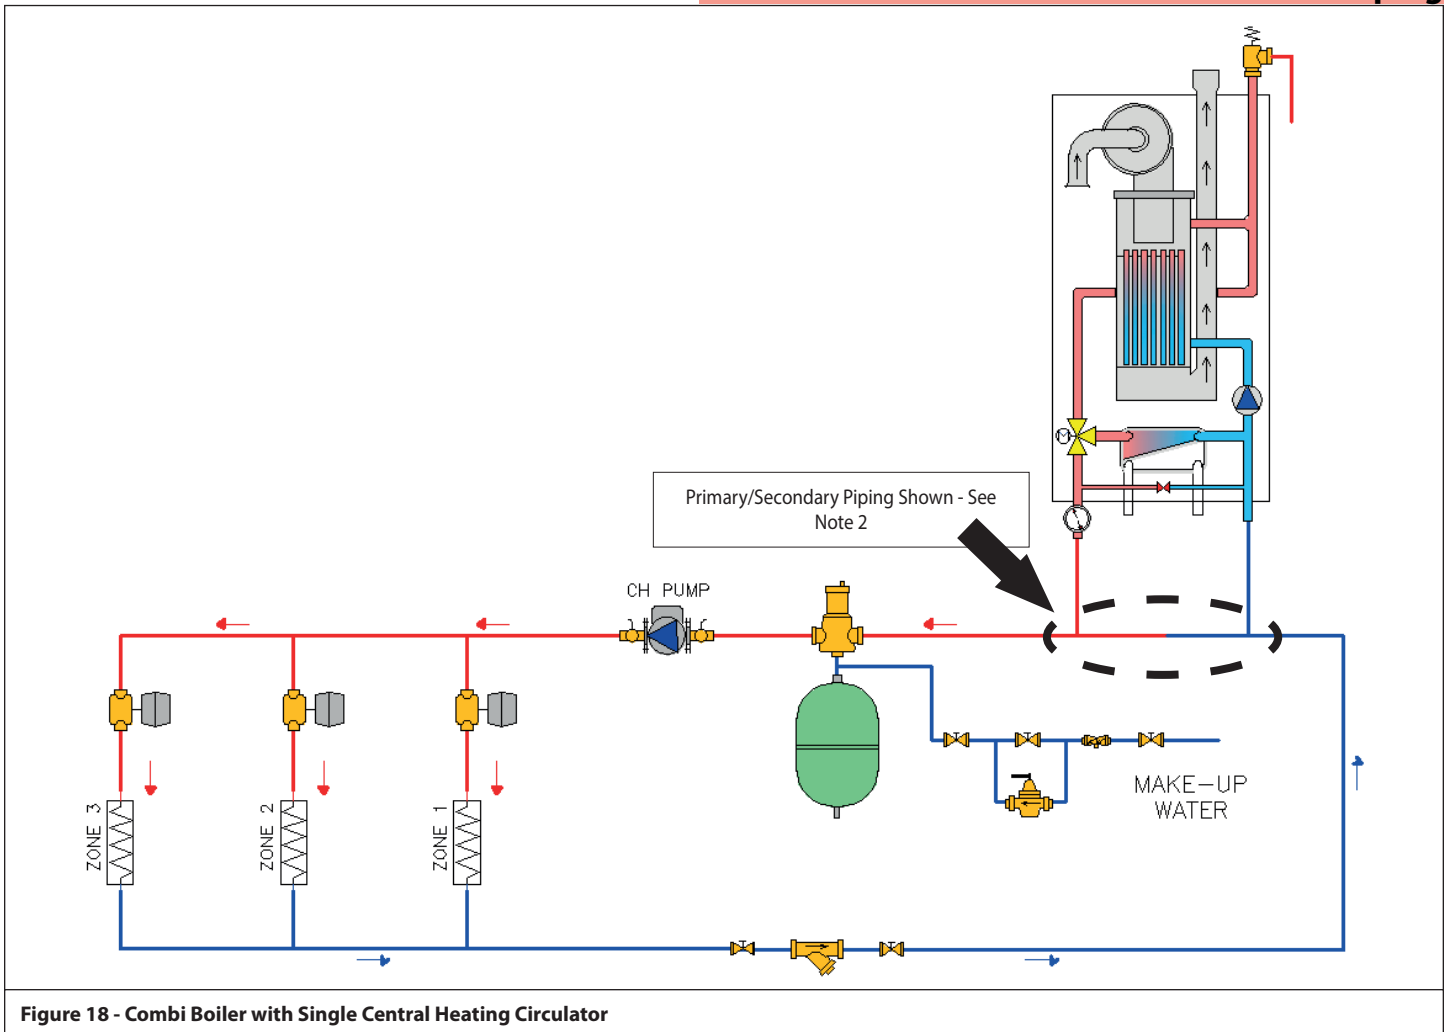 Primary/Secondary Piping Shown - See
Note 2
CH PUMP
M
MAKE-UP
WATER
ZONE 3
ZONE 2
ZONE 1
Figure 18 - Combi Boiler with Single Central Heating Circulator